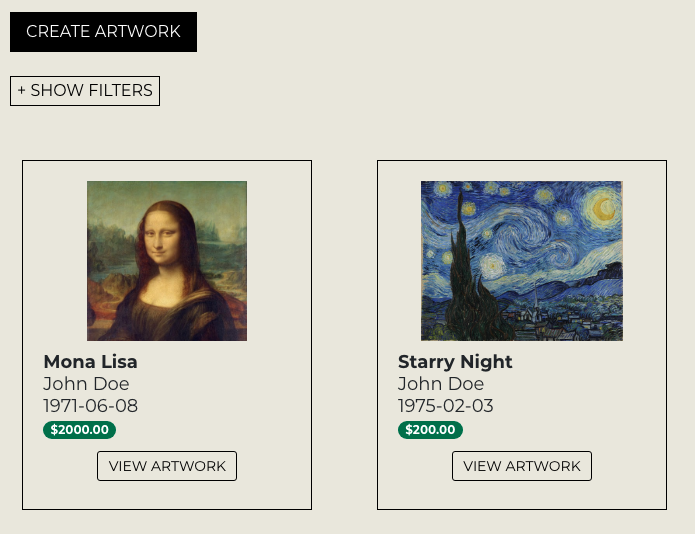 CREATE ARTWORK
+ SHOW FILTERS
Mona Lisa
John Doe
1971-06-08
$2000.00
VIEW ARTWORK
Starry Night
John Doe
1975-02-03
$200.00
VIEW ARTWORK